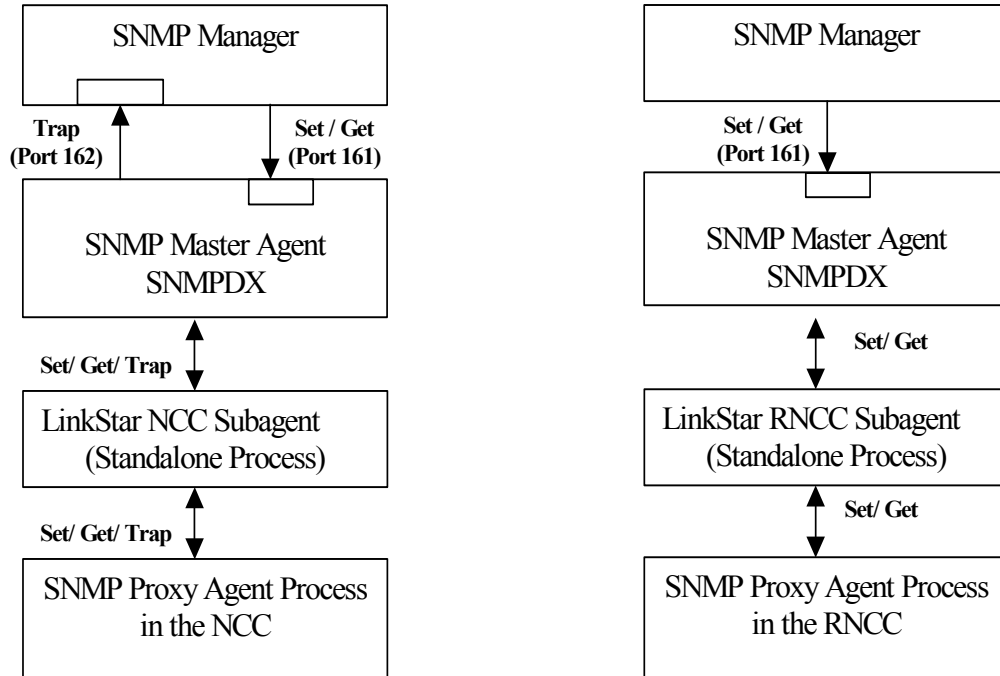 SNMP Manager
Trap
(Port 162)
Set / Get
(Port 161)
SNMP Master Agent
SNMPDX
Set/ Get/ Trap
LinkStar NCC Subagent
(Standalone Process)
Set/ Get/ Trap
SNMP Proxy Agent Process
in the NCC
SNMP Manager
Set / Get
(Port 161)
SNMP Master Agent
SNMPDX
Set/ Get
LinkStar RNCC Subagent
(Standalone Process)
Set/ Get
SNMP Proxy Agent Process
in the RNCC